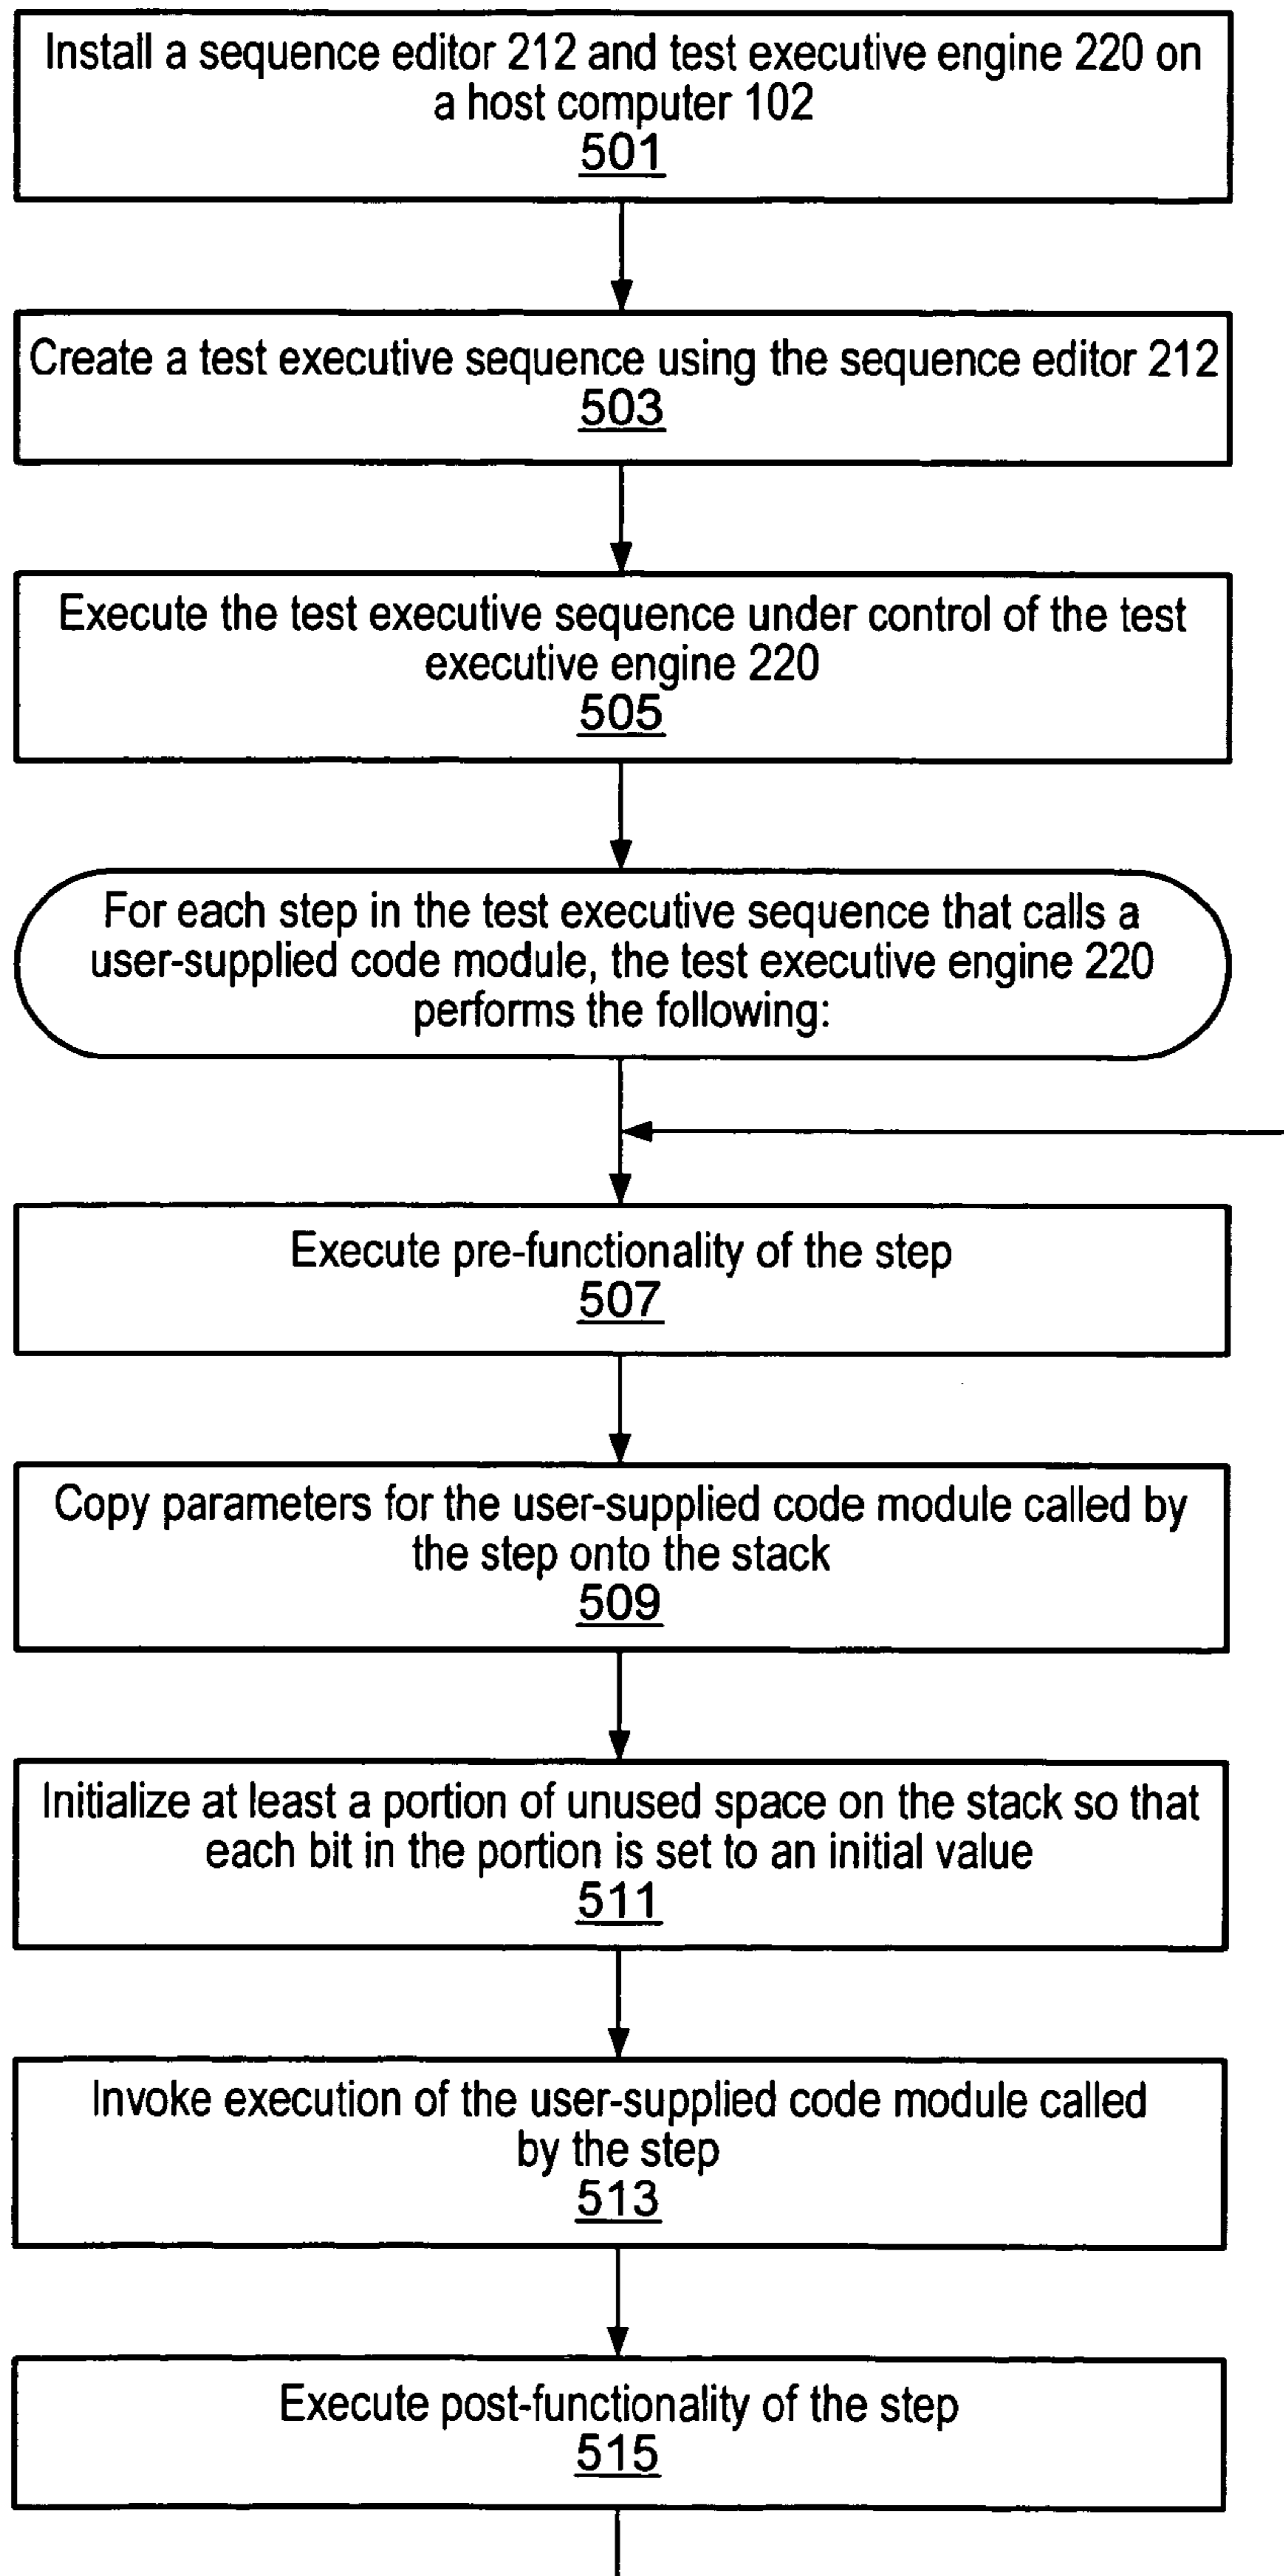 Install a sequence editor 212 and test executive engine 220 on
a host computer 102
501
Create a test executive sequence using the sequence editor 212
503
Execute the test executive sequence under control of the test
executive engine 220
505
For each step in the test executive sequence that calls a
user-supplied code module, the test executive engine 220
performs the following:
Execute pre-functionality of the step
507
Copy parameters for the user-supplied code module called by
the step onto the stack
509
Initialize at least a portion of unused space on the stack so that
each bit in the portion is set to an initial value
511
Invoke execution of the user-supplied code module called
by the step
513
Execute post-functionality of the step
515